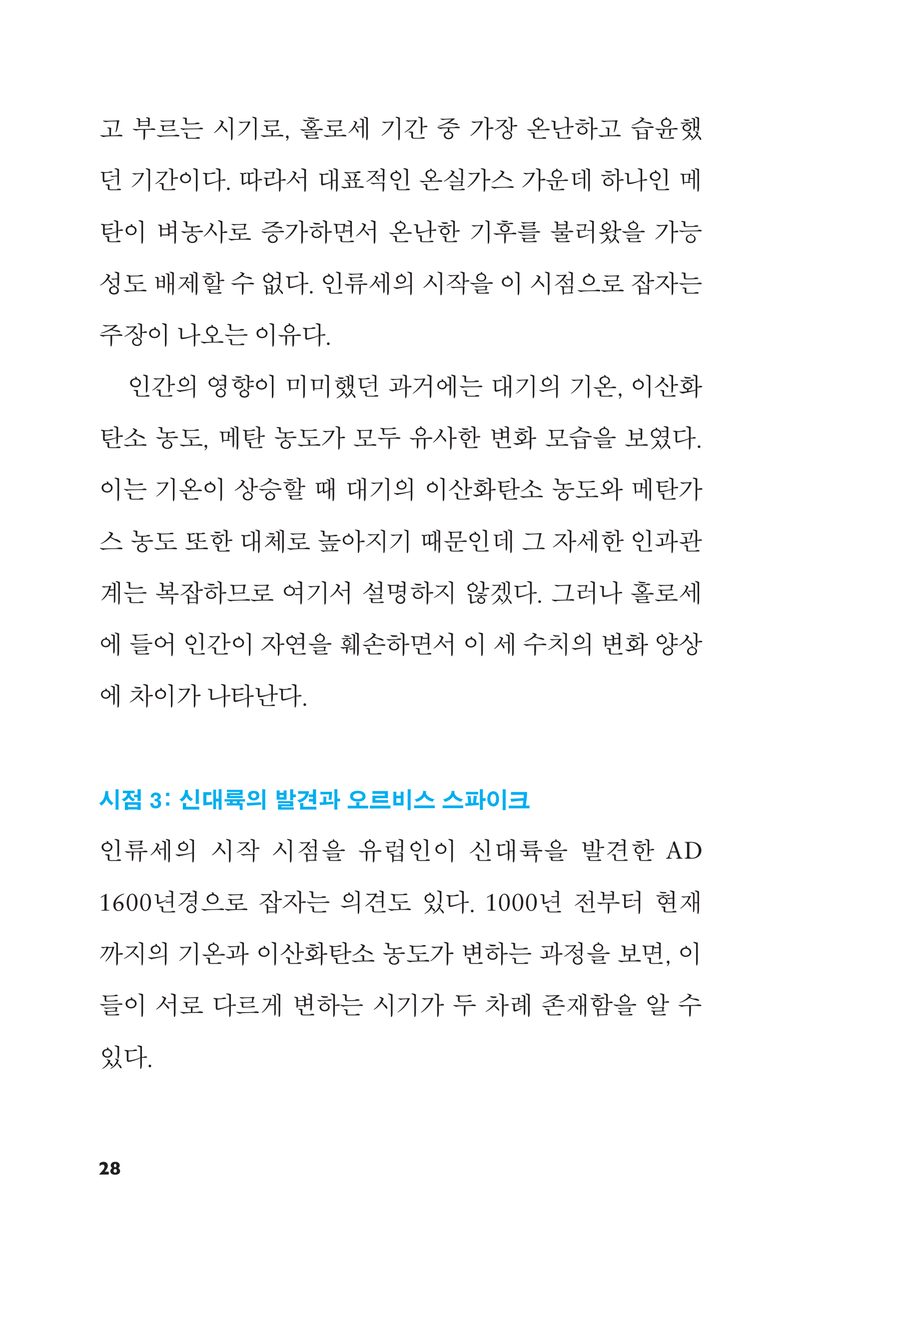 고 부르는 시기로, 홀로세 기간 중 가장 온난하고 습윤했
던 기간이다. 따라서 대표적인 온실가스 가운데 하나인 메
탄이 벼농사로 증가하면서 온난한 기후를 불러왔을 가능
성도 배제할 수 없다. 인류세의 시작을 이 시점으로 잡자는
주장이 나오는 이유다.
인간의 영향이 미미했던 과거에는 대기의 기온, 이산화
탄소 농도, 메탄 농도가 모두 유사한 변화 모습을 보였다.
이는 기온이 상승할 때 대기의 이산화탄소 농도와 메탄가
스 농도 또한 대체로 높아지기 때문인데 그 자세한 인과관
계는 복잡하므로 여기서 설명하지 않겠다. 그러나 홀로세
에 들어 인간이 자연을 훼손하면서 이 세 수치의 변화 양상
에 차이가 나타난다.
시점 3: 신대륙의 발견과 오르비스 스파이크
인류세의 시작 시점을 유럽인이 신대륙을 발견한 AD
1600년경으로 잡자는 의견도 있다. 1000년 전부터 현재
까지의 기온과 이산화탄소 농도가 변하는 과정을 보면, 이
들이 서로 다르게 변하는 시기가 두 차례 존재함을 알 수
있다.
28